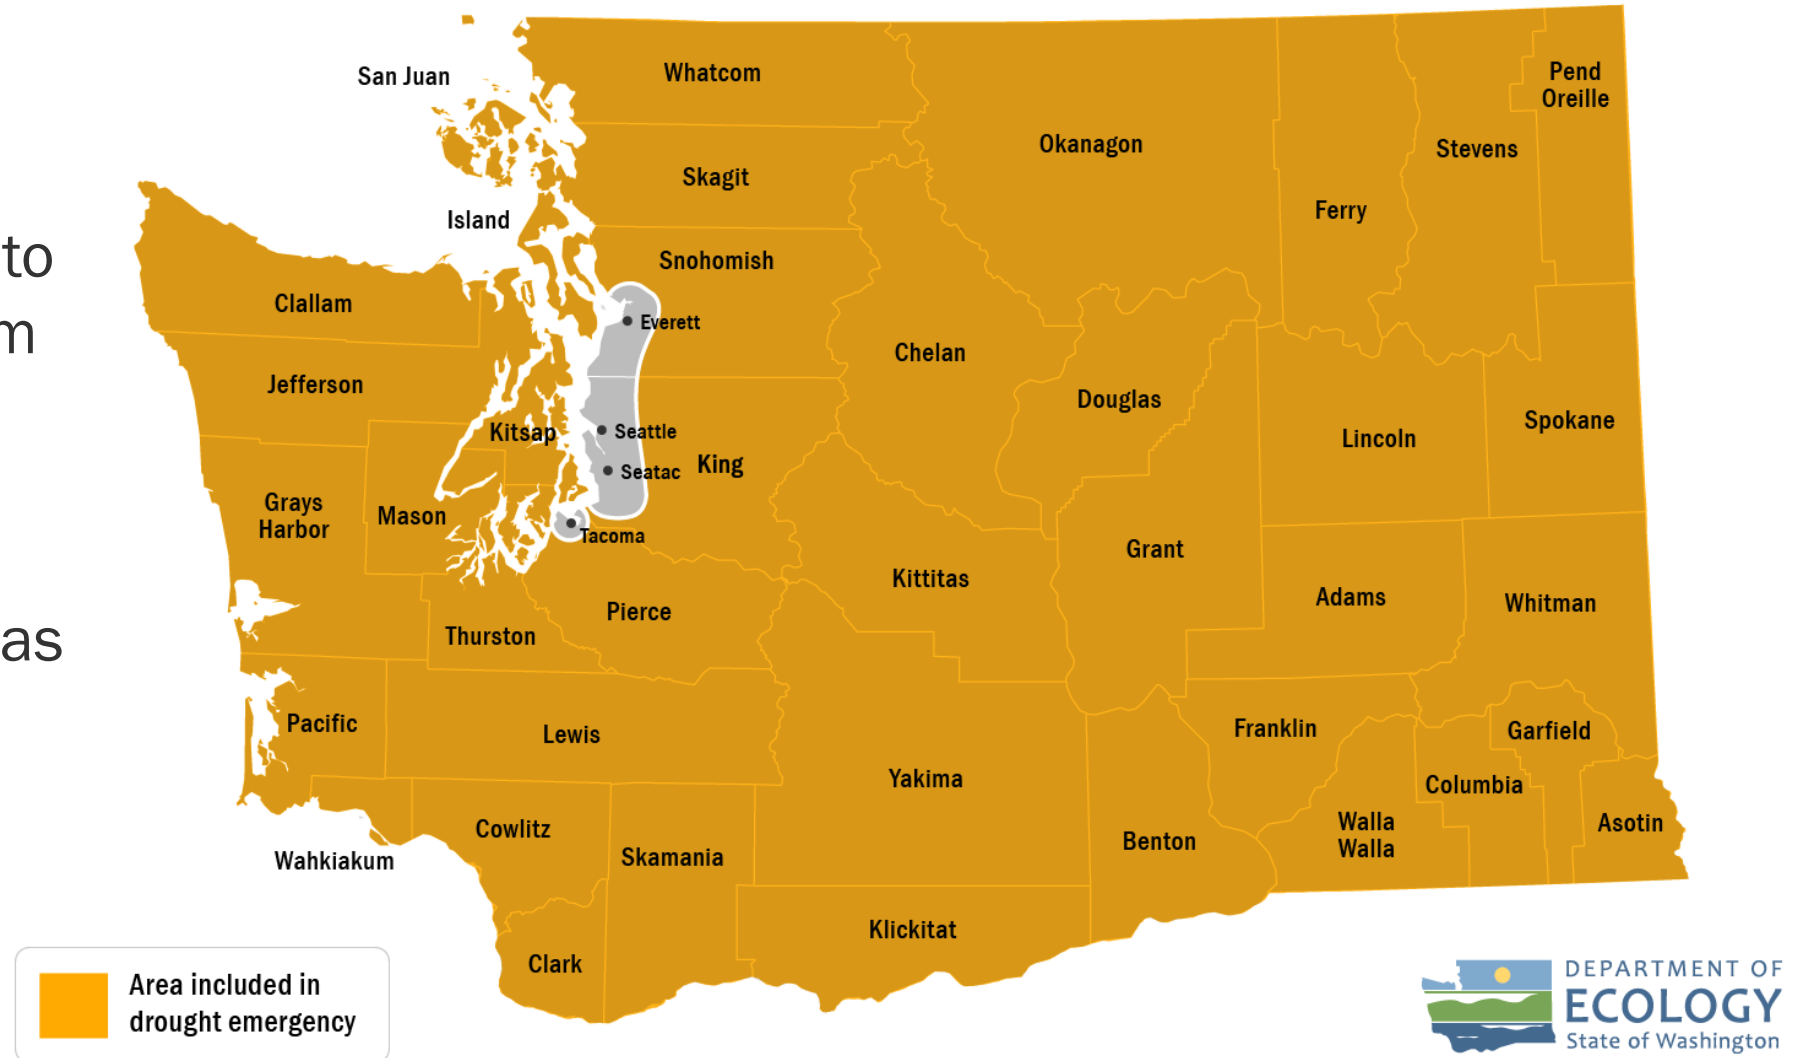 San Juan
Whatcom
Pend
Oreille
Okanagon
Stevens
Skagit
Ferry
Island
to
Snohomish
Clallam
Everett
m
Chelan
Jefferson
Douglas
Spokane
Kitsap
Seattle
Lincoln
King
Seatac
Grays
Harbor
Mason
Tacoma
Grant
Kittitas
Adams
Whitman
Pierce
Thurston
as
Pacific
Lewis
Franklin
Garfield
Yakima
Columbia
Cowlitz
Walla
Walla
Asotin
Benton
Skamania
Wahkiakum
Klickitat
Clark
Area included in
drought emergency
DEPARTMENT OF
ECOLOGY
State of Washington